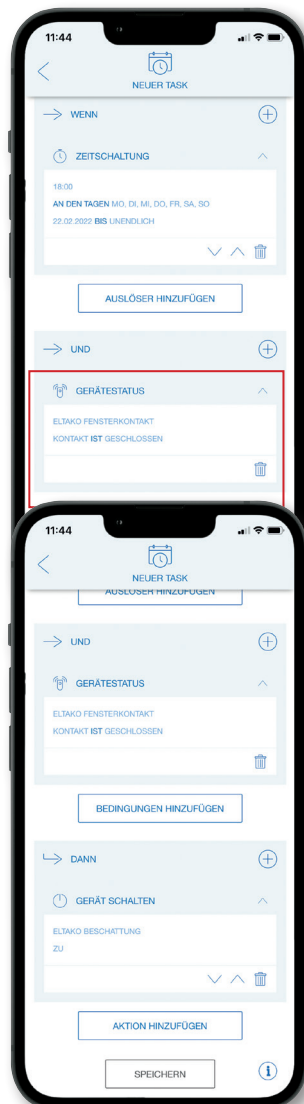 11:44
NEUER TASK
WENN
ZEITSCHALTUNG
18:00
AN DEN TAGEN MO, DI, MI, DO, FR, SA, SO
22.02.2022 BIS UNENDLICH
AUSLÖSER HINZUFÜGEN
UND
GERÄTESTATUS
ELTAKO FENSTERKONTAKT
KONTAKT IST GESCHLOSSEN
11:44
NEUER TASK
AUSLÖSER HINZUFÜGEN
UND
GERÄTESTATUS
ELTAKO FENSTERKONTAKT
KONTAKT IST GESCHLOSSEN
BEDINGUNGEN HINZUFÜGEN
DANN
GERÄT SCHALTEN
ELTAKO BESCHATTUNG
ZU
AKTION HINZUFÜGEN
SPEICHERN